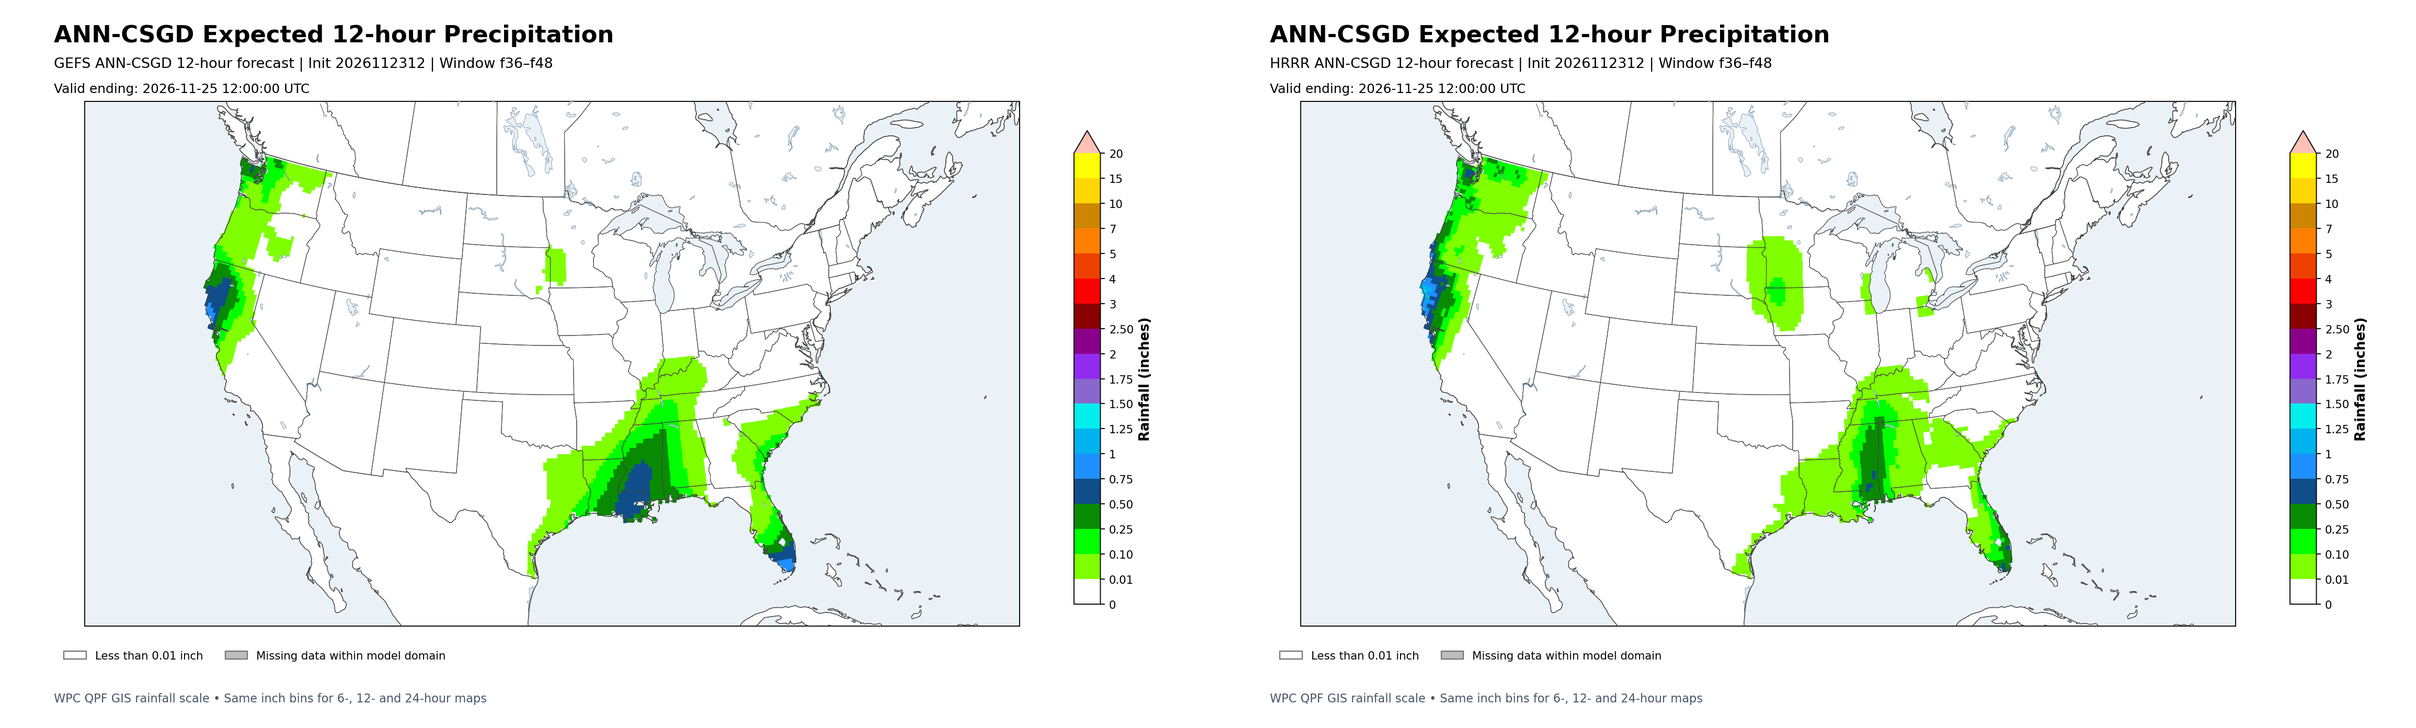 ANN-CSGD Expected 12-hour Precipitation
GEFS ANN-CSGD 12-hour forecast | Init 2026112312 | Window f36–f48
Valid ending: 2026-11-25 12:00:00 UTC
20
15
10
7
5
4
3
2.50
2
1.75
1.50
1.25
1
0.75
0.50
0.25
0.10
0.01
0
Rainfall (inches)
Less than 0.01 inch
Missing data within model domain
WPC QPF GIS rainfall scale • Same inch bins for 6-, 12- and 24-hour maps
ANN-CSGD Expected 12-hour Precipitation
HRRR ANN-CSGD 12-hour forecast | Init 2026112312 | Window f36–f48
Valid ending: 2026-11-25 12:00:00 UTC
20
15
10
7
5
4
3
2.50
2
1.75
1.50
1.25
1
0.75
0.50
0.25
0.10
0.01
0
Rainfall (inches)
Less than 0.01 inch
Missing data within model domain
WPC QPF GIS rainfall scale • Same inch bins for 6-, 12- and 24-hour maps